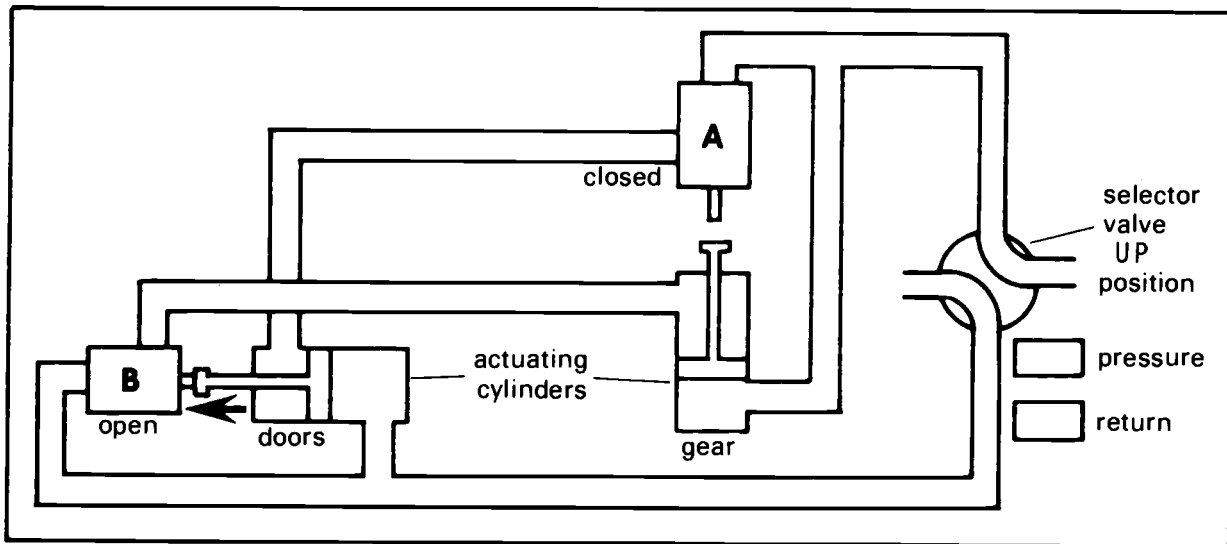 A
closed
selector
valve
UP
position
pressure
return
actuating
cylinders
B
open
doors
gear